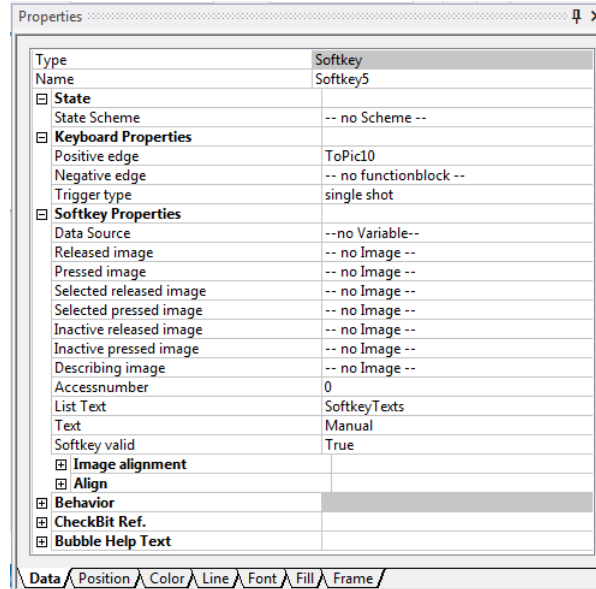 Properties
Type Softkey
Name Softkey5
State
State Scheme -- no Scheme --
Keyboard Properties
Positive edge ToPic10
Negative edge -- no functionblock --
Trigger type single shot
Softkey Properties
Data Source --no Variable--
Released image -- no Image --
Pressed image -- no Image --
Selected released image -- no Image --
Selected pressed image -- no Image --
Inactive released image -- no Image --
Inactive pressed image -- no Image --
Describing image -- no Image --
Accessnumber 0
List Text SoftkeyTexts
Text Manual
Softkey valid True
Image alignment
Align
Behavior
CheckBit Ref.
Bubble Help Text
Data Position Color Line Font Fill Frame